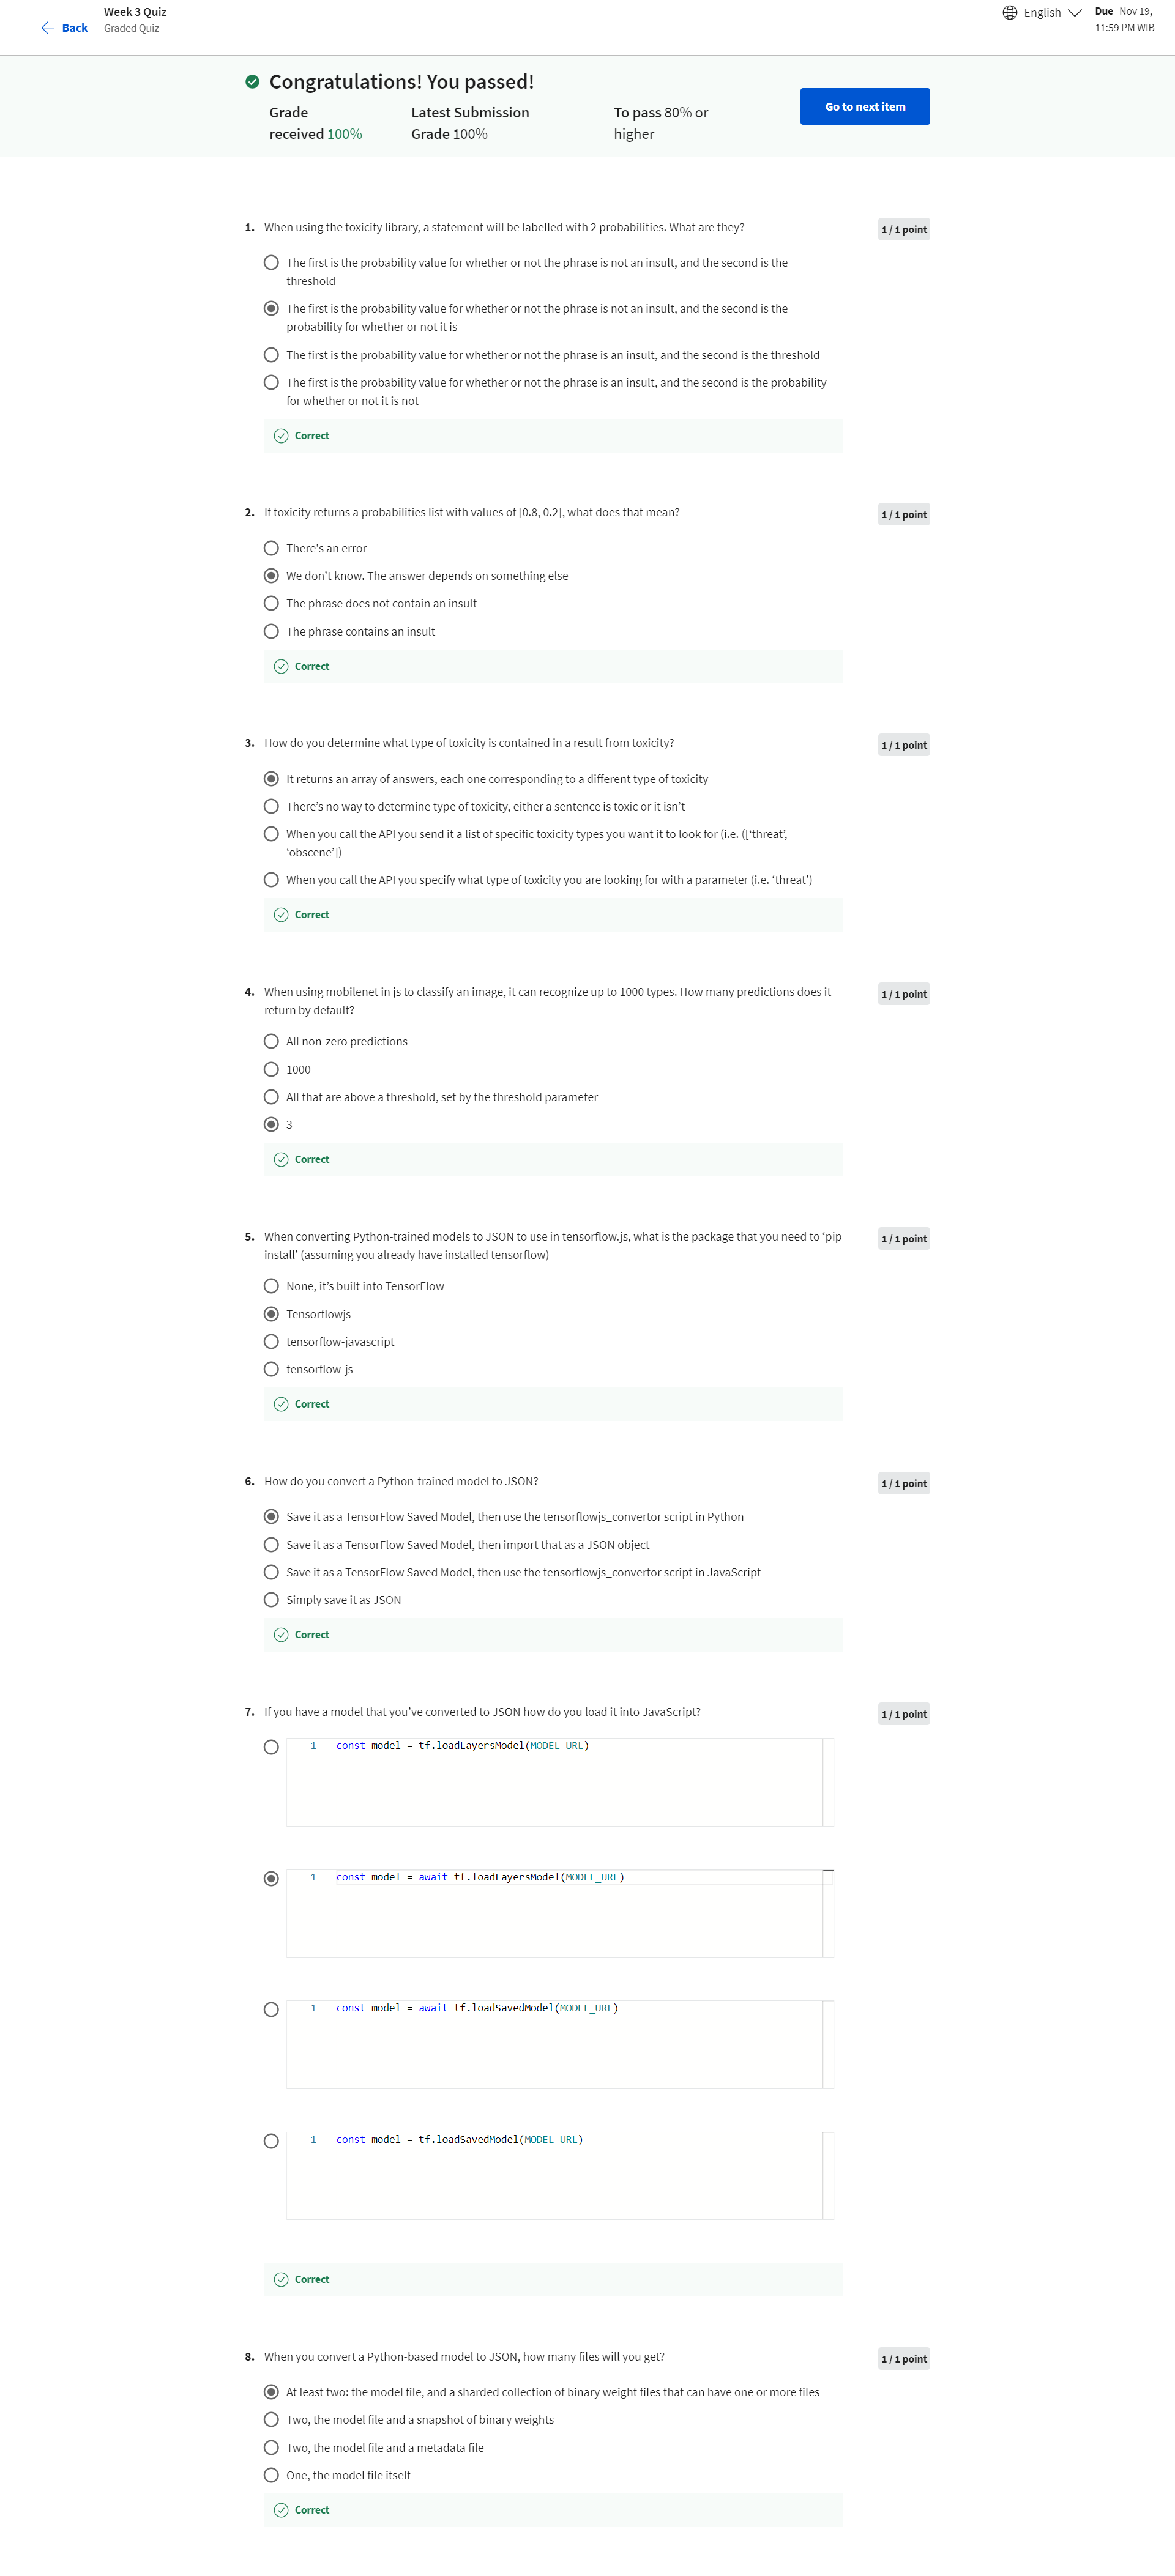 Back
Week 3 Quiz
Graded Quiz
English
Due Nov 19,
11:59 PM WIB
Congratulations! You passed!
Grade
received 100%
Latest Submission
Grade 100%
To pass 80% or
higher
Go to next item
1. When using the toxicity library, a statement will be labelled with 2 probabilities. What are they?
1 / 1 point
The first is the probability value for whether or not the phrase is not an insult, and the second is the
threshold
The first is the probability value for whether or not the phrase is not an insult, and the second is the
probability for whether or not it is
The first is the probability value for whether or not the phrase is an insult, and the second is the threshold
The first is the probability value for whether or not the phrase is an insult, and the second is the probability
for whether or not it is not
Correct
2. If toxicity returns a probabilities list with values of [0.8, 0.2], what does that mean?
1 / 1 point
There's an error
We don't know. The answer depends on something else
The phrase does not contain an insult
The phrase contains an insult
Correct
3. How do you determine what type of toxicity is contained in a result from toxicity?
1 / 1 point
It returns an array of answers, each one corresponding to a different type of toxicity
There’s no way to determine type of toxicity, either a sentence is toxic or it isn’t
When you call the API you send it a list of specific toxicity types you want it to look for (i.e. ([‘threat’,
‘obscene’])
When you call the API you specify what type of toxicity you are looking for with a parameter (i.e. ‘threat’)
Correct
4. When using mobilenet in js to classify an image, it can recognize up to 1000 types. How many predictions does it
return by default?
1 / 1 point
All non-zero predictions
1000
All that are above a threshold, set by the threshold parameter
3
Correct
5. When converting Python-trained models to JSON to use in tensorflow.js, what is the package that you need to ‘pip
install’ (assuming you already have installed tensorflow)
1 / 1 point
None, it’s built into TensorFlow
Tensorflowjs
tensorflow-javascript
tensorflow-js
Correct
6. How do you convert a Python-trained model to JSON?
1 / 1 point
Save it as a TensorFlow Saved Model, then use the tensorflowjs_convertor script in Python
Save it as a TensorFlow Saved Model, then import that as a JSON object
Save it as a TensorFlow Saved Model, then use the tensorflowjs_convertor script in JavaScript
Simply save it as JSON
Correct
7. If you have a model that you’ve converted to JSON how do you load it into JavaScript?
1 / 1 point
1 const model = tf.loadLayersModel(MODEL_URL)
1 const model = await tf.loadLayersModel(MODEL_URL)
1 const model = await tf.loadSavedModel(MODEL_URL)
1 const model = tf.loadSavedModel(MODEL_URL)
Correct
8. When you convert a Python-based model to JSON, how many files will you get?
1 / 1 point
At least two: the model file, and a sharded collection of binary weight files that can have one or more files
Two, the model file and a snapshot of binary weights
Two, the model file and a metadata file
One, the model file itself
Correct